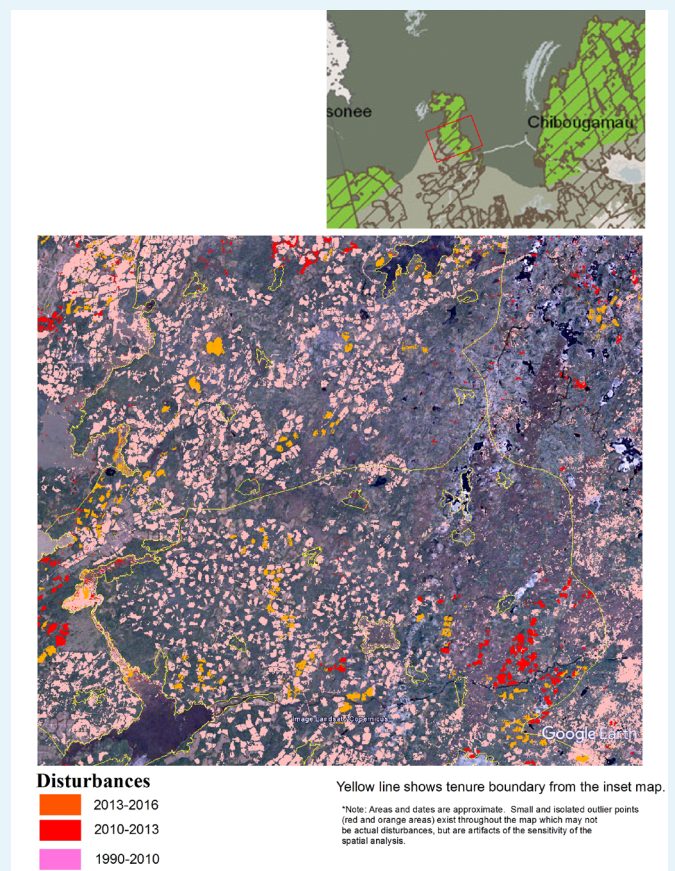 sonee
Chibougamau
Image Landsat / Copernicus
Google Earth
Disturbances
2013-2016
2010-2013
1990-2010
Yellow line shows tenure boundary from the inset map.
*Note: Areas and dates are approximate. Small and isolated outlier points
(red and orange areas) exist throughout the map which may not
be actual disturbances, but are artifacts of the sensitivity of the
spatial analysis.